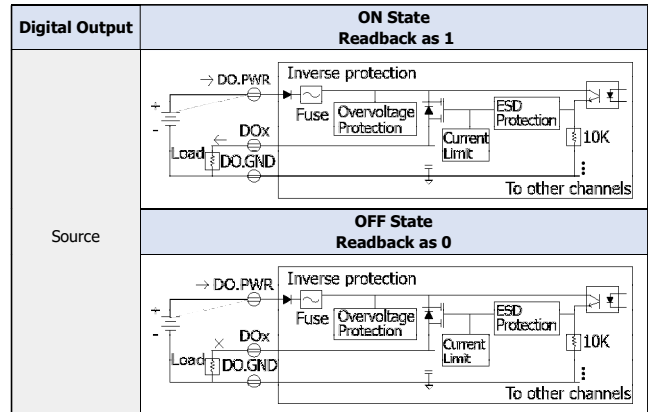 Digital Output
ON State
Readback as 1
Source
→ DO.PWR
Inverse protection
+
-
Fuse
Overvoltage
Protection
ESD
Protection
← DOx
Current
Limit
10K
Load
DO.GND
To other channels
OFF State
Readback as 0
→ DO.PWR
Inverse protection
+
-
Fuse
Overvoltage
Protection
ESD
Protection
× DOx
Current
Limit
10K
Load
DO.GND
To other channels